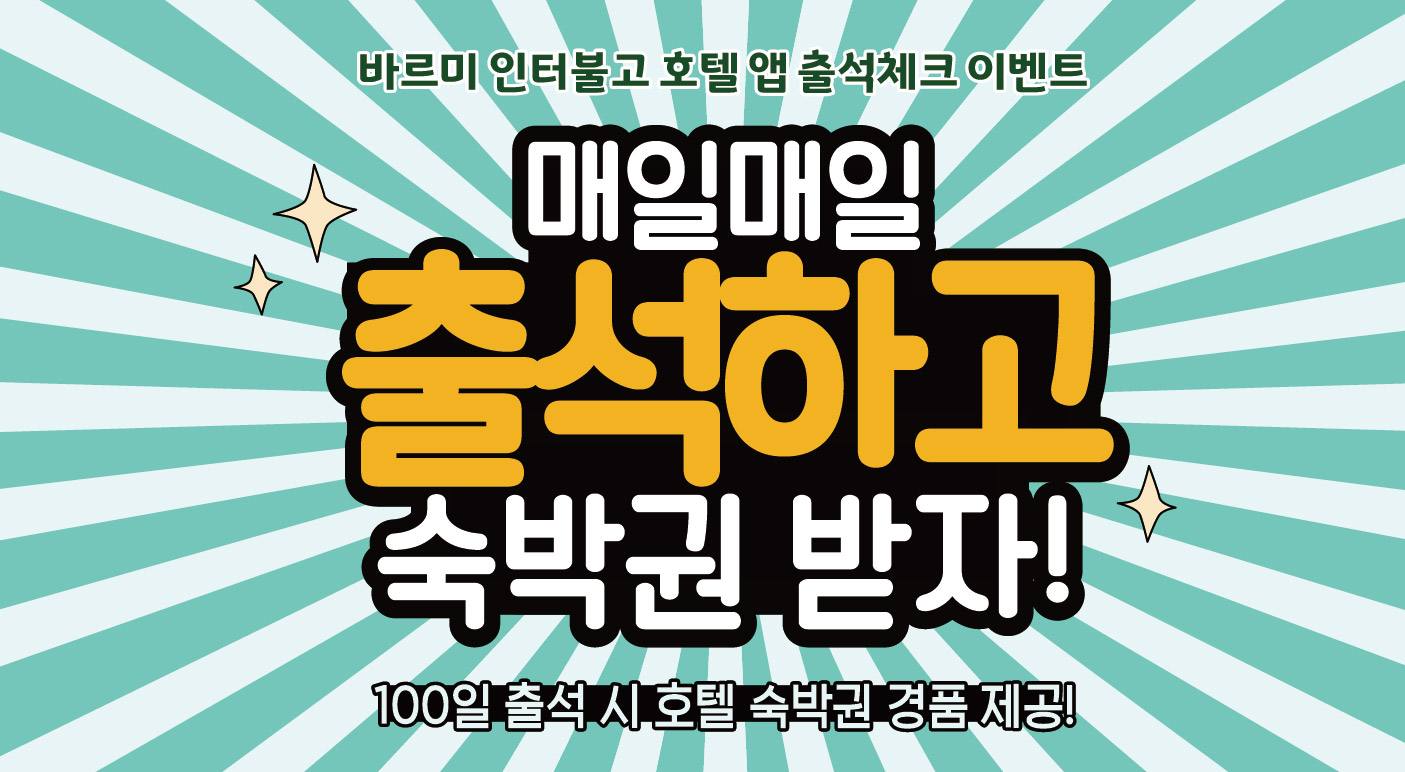 바르미 인터불고 호텔 앱 출석체크 이벤트
매일매일
출석하고
숙박권 받자!
100일 출석 시 호텔 숙박권 경품 제공!